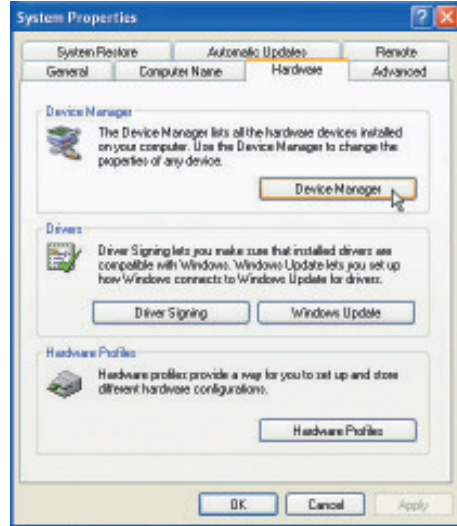 System Properties
System Restore Automatic Updates Remote
General Computer Name Hardware Advanced
Device Manager
The Device Manager lists all the hardware devices installed
on your computer. Use the Device Manager to change the
properties of any device.
Device Manager
Drivers
Driver Signing lets you make sure that installed drivers are
compatible with Windows. Windows Update lets you set up
how Windows connects to Windows Update for drivers.
Driver Signing Windows Update
Hardware Profiles
Hardware profiles provide a way for you to set up and store
different hardware configurations.
Hardware Profiles
OK Cancel Apply